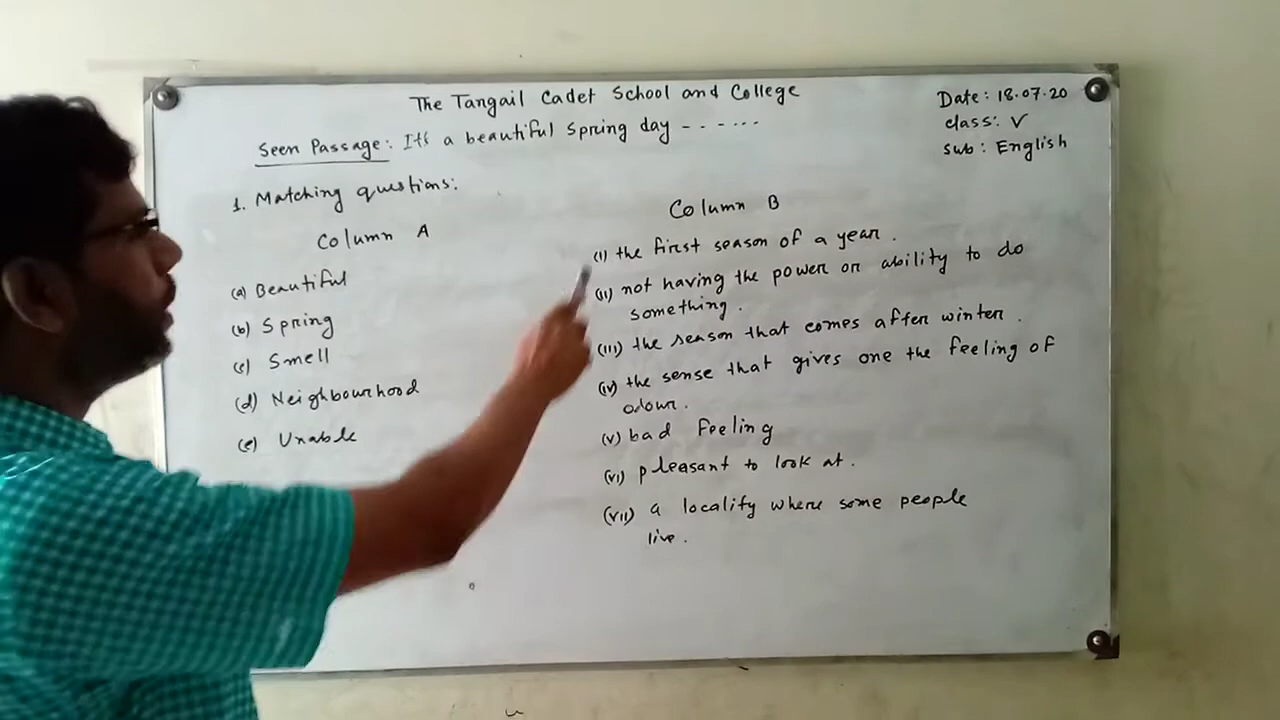 The Tangail Cadet School and College
Date: 18.07.20
class: V
sub: English
Seen Passage: It's a beautiful spring day - - - - - -
1. Matching questions:
Column A
(a) Beautiful
(b) Spring
(c) Smell
(d) Neighbourhood
(e) Unable
Column B
(i) the first season of a year.
(ii) not having the power or ability to do
something.
(iii) the season that comes after winter.
(iv) the sense that gives one the feeling of
odour.
(v) bad feeling
(vi) pleasant to look at.
(vii) a locality where some people
live.